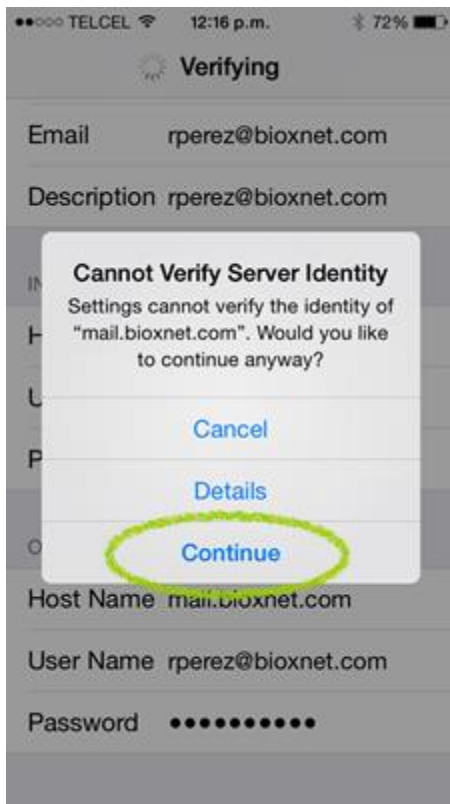 TELCEL 12:16 p.m. 72%
Verifying
Email rperez@bioxnet.com
Description rperez@bioxnet.com
IN
Cannot Verify Server Identity
Settings cannot verify the identity of
“mail.bioxnet.com”. Would you like
to continue anyway?
H
U
Cancel
P
Details
O
Continue
Host Name mail.bioxnet.com
User Name rperez@bioxnet.com
Password ●●●●●●●●●●